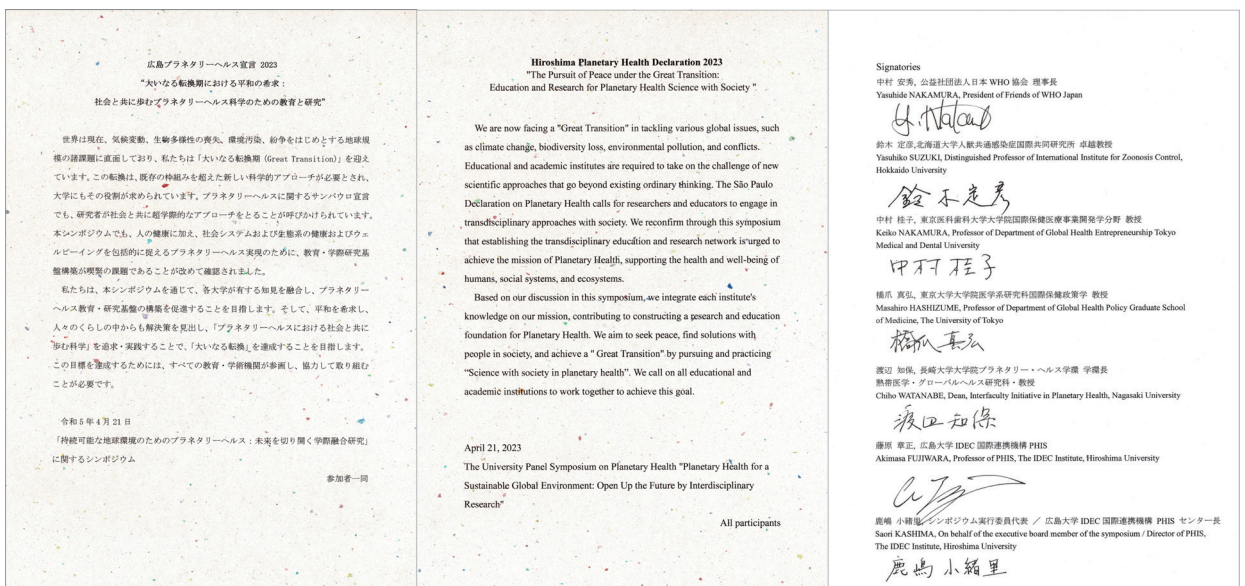 広島プラネタリーヘルス宣言 2023
"大いなる転換期における平和の希求：
社会と共に歩むプラネタリーヘルス科学のための教育と研究"
世界は現在、気候変動、生物多様性の喪失、環境汚染、紛争をはじめとする地球規
模の諸課題に直面しており、私たちは「大いなる転換期（Great Transition）」を迎え
ています。この転換は、既存の枠組みを超えた新しい科学的アプローチが必要とされ、
大学にもその役割が求められています。プラネタリーヘルスに関するサンパウロ宣言
でも、研究者が社会と共に超学際的なアプローチをとることが呼びかけられています。
本シンポジウムでも、人の健康に加え、社会システムおよび生態系の健康およびウェ
ルビーイングを包括的に捉えるプラネタリーヘルス実現のために、教育・学際研究基
盤構築が喫緊の課題であることが改めて確認されました。
私たちは、本シンポジウムを通じて、各大学が有する知見を融合し、プラネタリー
ヘルス教育・研究基盤の構築を促進することを目指します。そして、平和を希求し、
人々のくらしの中からも解決策を見出し、「プラネタリーヘルスにおける社会と共に
歩む科学」を追求・実践することで、「大いなる転換」を達成することを目指します。
この目標を達成するためには、すべての教育・学術機関が参画し、協力して取り組む
ことが必要です。
令和5年4月21日
「持続可能な地球環境のためのプラネタリーヘルス：未来を切り開く学際融合研究」
に関するシンポジウム
参加者一同
Hiroshima Planetary Health Declaration 2023
"The Pursuit of Peace under the Great Transition:
Education and Research for Planetary Health Science with Society "
We are now facing a "Great Transition" in tackling various global issues, such
as climate change, biodiversity loss, environmental pollution, and conflicts.
Educational and academic institutes are required to take on the challenge of new
scientific approaches that go beyond existing ordinary thinking. The São Paulo
Declaration on Planetary Health calls for researchers and educators to engage in
transdisciplinary approaches with society. We reconfirm through this symposium
that establishing the transdisciplinary education and research network is urged to
achieve the mission of Planetary Health, supporting the health and well-being of
humans, social systems, and ecosystems.
Based on our discussion in this symposium, we integrate each institute's
knowledge on our mission, contributing to constructing a research and education
foundation for Planetary Health. We aim to seek peace, find solutions with
people in society, and achieve a " Great Transition" by pursuing and practicing
"Science with society in planetary health". We call on all educational and
academic institutions to work together to achieve this goal.
April 21, 2023
The University Panel Symposium on Planetary Health "Planetary Health for a
Sustainable Global Environment: Open Up the Future by Interdisciplinary
Research"
All participants
Signatories
中村 安秀, 公益社団法人日本 WHO 協会 理事長
Yasuhide NAKAMURA, President of Friends of WHO Japan
鈴木 定彦,北海道大学人獣共通感染症国際共同研究所 卓越教授
Yasuhiko SUZUKI, Distinguished Professor of International Institute for Zoonosis Control,
Hokkaido University
鈴木定彦
中村 桂子, 東京医科歯科大学大学院国際保健医療事業開発学分野 教授
Keiko NAKAMURA, Professor of Department of Global Health Entrepreneurship Tokyo
Medical and Dental University
中村桂子
橋爪 真弘, 東京大学大学院医学系研究科国際保健政策学 教授
Masahiro HASHIZUME, Professor of Department of Global Health Policy Graduate School
of Medicine, The University of Tokyo
橋爪真弘
渡辺 知保, 長崎大学大学院プラネタリー・ヘルス学環 学環長
熱帯医学・グローバルヘルス研究科・教授
Chiho WATANABE, Dean, Interfaculty Initiative in Planetary Health, Nagasaki University
渡辺知保
藤原 章正, 広島大学 IDEC 国際連携機構 PHIS
Akimasa FUJIWARA, Professor of PHIS, The IDEC Institute, Hiroshima University
鹿嶋 小緒里, シンポジウム実行委員代表 ／ 広島大学 IDEC 国際連携機構 PHIS センター長
Saori KASHIMA, On behalf of the executive board member of the symposium / Director of PHIS,
The IDEC Institute, Hiroshima University
鹿嶋 小緒里